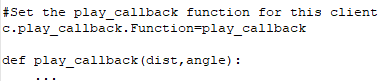 #Set the play_callback function for this client
c.play_callback.Function=play_callback
def play_callback(dist,angle):
...